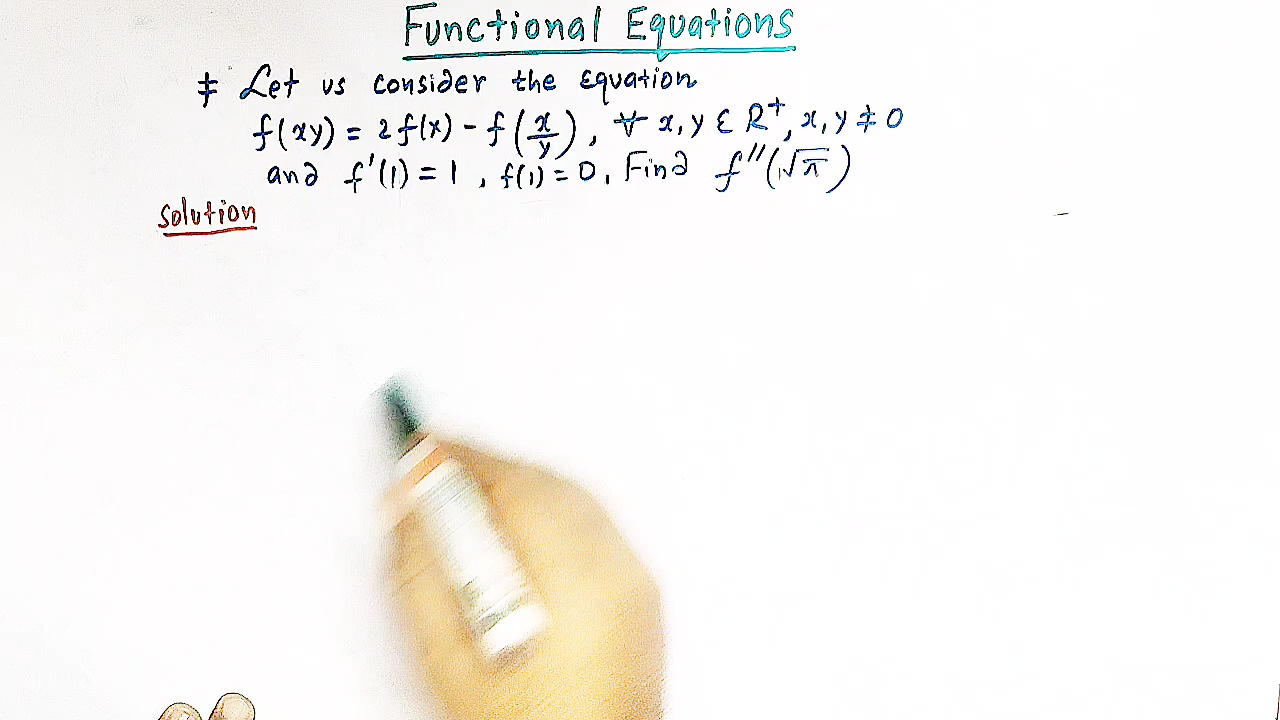 Functional Equations
‡ Let us consider the equation
f(xy) = 2f(x) - f(x/y), ∀ x, y ∈ R⁺, x, y ≠ 0
and f'(1) = 1, f(1) = 0. Find f''(√π)
Solution